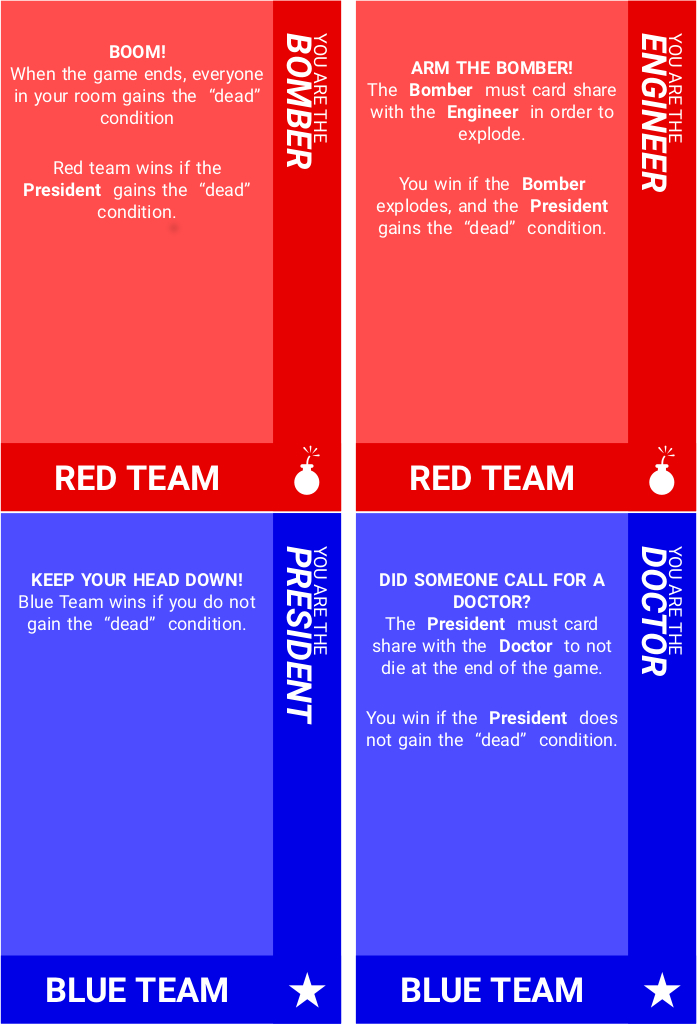 BOOM!
When the game ends, everyone
in your room gains the “dead”
condition
Red team wins if the
President gains the “dead”
condition.
YOU ARE THE
BOMBER
RED TEAM
ARM THE BOMBER!
The Bomber must card share
with the Engineer in order to
explode.
You win if the Bomber
explodes, and the President
gains the “dead” condition.
YOU ARE THE
ENGINEER
RED TEAM
KEEP YOUR HEAD DOWN!
Blue Team wins if you do not
gain the “dead” condition.
YOU ARE THE
PRESIDENT
BLUE TEAM
DID SOMEONE CALL FOR A
DOCTOR?
The President must card
share with the Doctor to not
die at the end of the game.
You win if the President does
not gain the “dead” condition.
YOU ARE THE
DOCTOR
BLUE TEAM